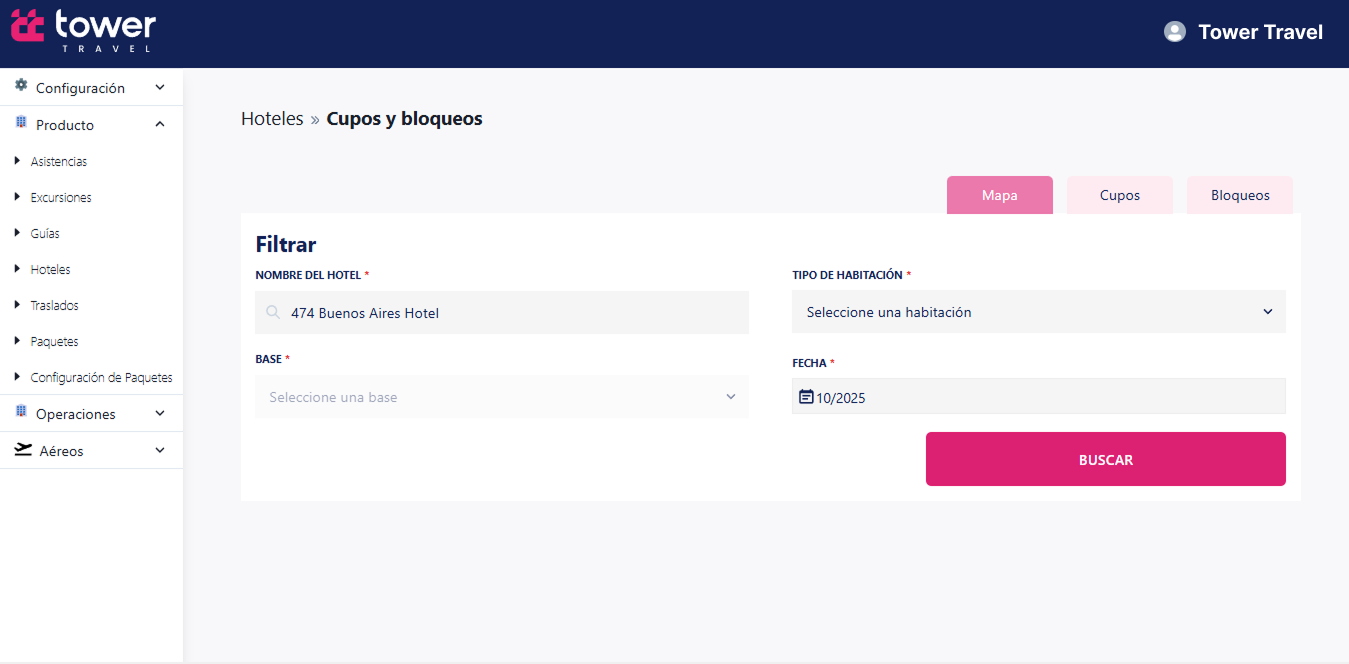 tower
TRAVEL
Tower Travel
Configuración
Producto
Asistencias
Excursiones
Guías
Hoteles
Traslados
Paquetes
Configuración de Paquetes
Operaciones
Aéreos
Hoteles » Cupos y bloqueos
Mapa
Cupos
Bloqueos
Filtrar
NOMBRE DEL HOTEL *
474 Buenos Aires Hotel
TIPO DE HABITACIÓN *
Seleccione una habitación
BASE *
Seleccione una base
FECHA *
10/2025
BUSCAR